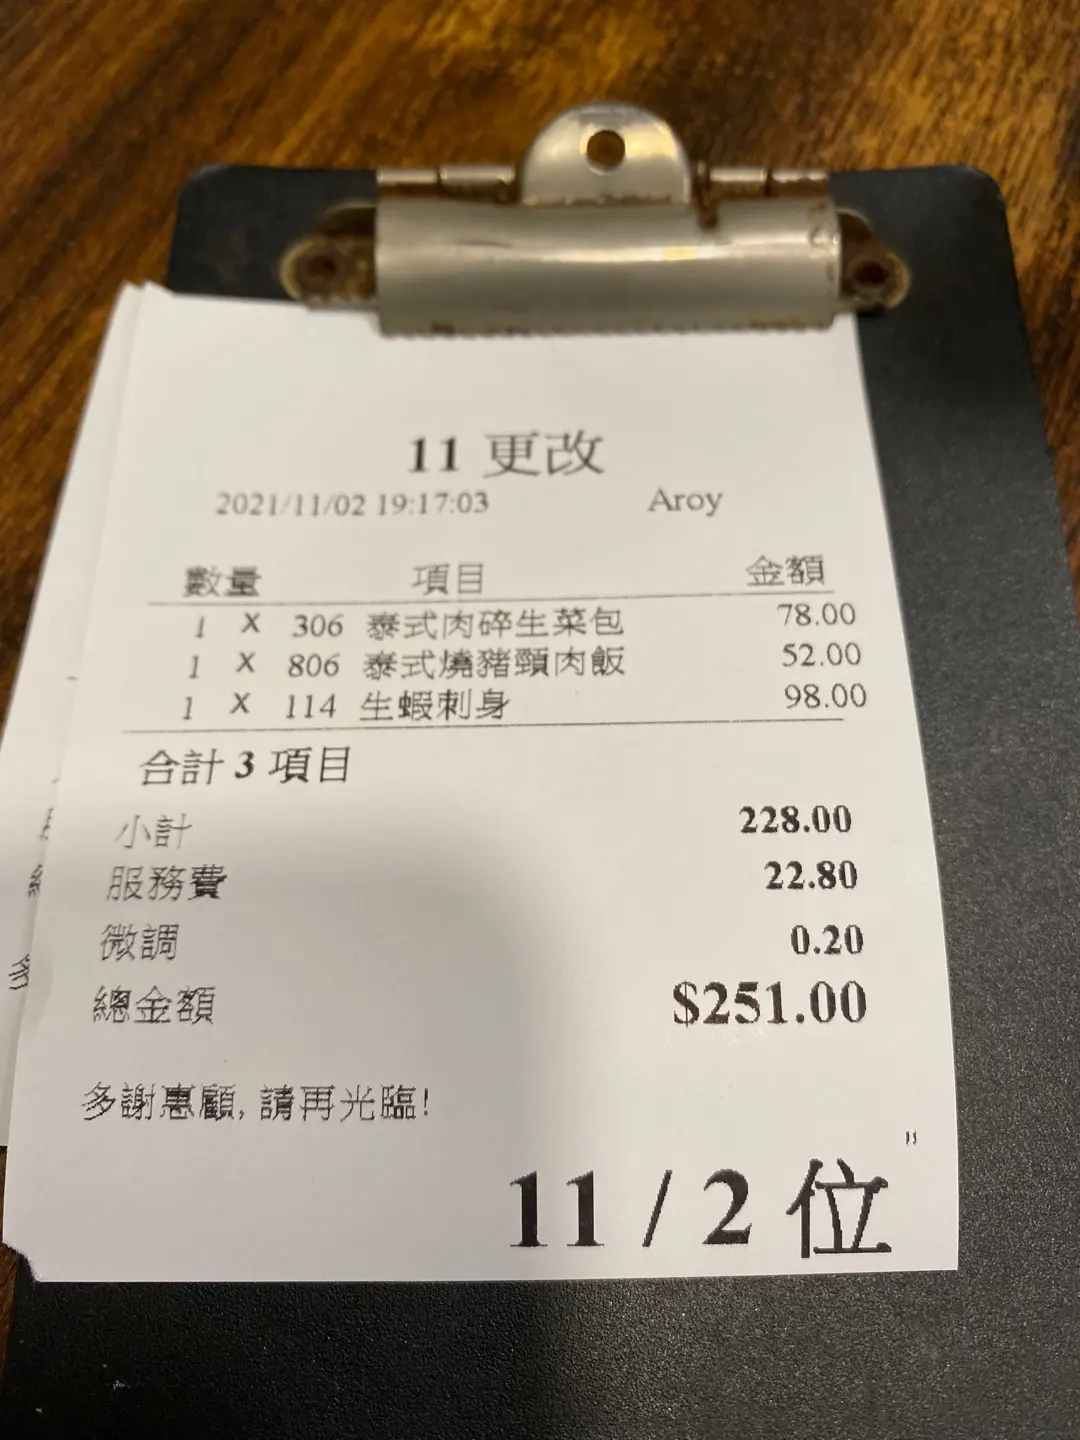 11 更改
2021/11/02 19:17:03 Aroy
數量 項目 金額
1 X 306 泰式肉碎生菜包 78.00
1 X 806 泰式燒豬頸肉飯 52.00
1 X 114 生蝦刺身 98.00
合計 3 項目
小計 228.00
服務費 22.80
微調 0.20
總金額 $251.00
多謝惠顧, 請再光臨!
11 / 2 位